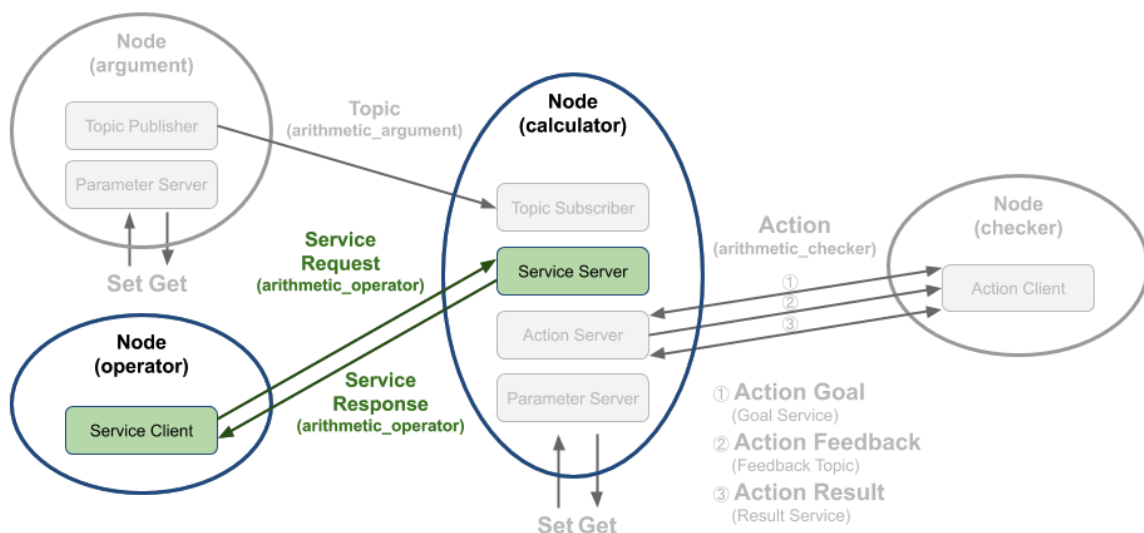 Node
(argument)
Topic Publisher
Parameter Server
Set Get
Topic
(arithmetic_argument)
Node
(calculator)
Topic Subscriber
Service Server
Action Server
Parameter Server
Set Get
Service
Request
(arithmetic_operator)
Node
(operator)
Service Client
Service
Response
(arithmetic_operator)
Action
(arithmetic_checker)
①
②
③
Node
(checker)
Action Client
① Action Goal
(Goal Service)
② Action Feedback
(Feedback Topic)
③ Action Result
(Result Service)